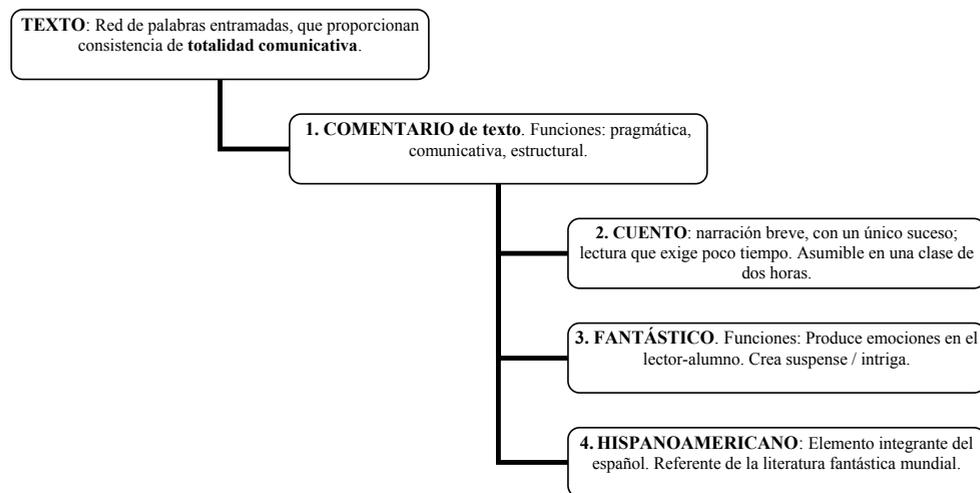 TEXTO: Red de palabras entramadas, que proporcionan
consistencia de totalidad comunicativa.
1. COMENTARIO de texto. Funciones: pragmática,
comunicativa, estructural.
2. CUENTO: narración breve, con un único suceso;
lectura que exige poco tiempo. Asumible en una clase de
dos horas.
3. FANTÁSTICO. Funciones: Produce emociones en el
lector-alumno. Crea suspense / intriga.
4. HISPANOAMERICANO: Elemento integrante del
español. Referente de la literatura fantástica mundial.